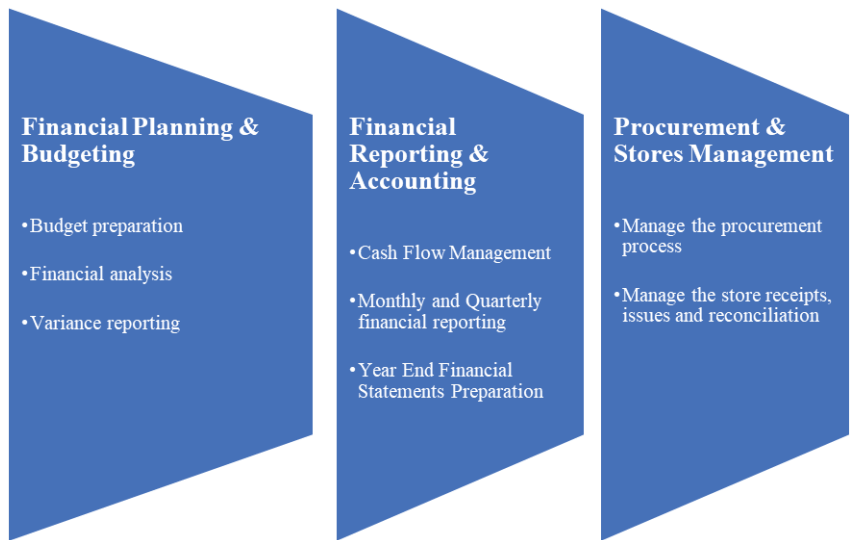 Financial Planning &
Budgeting
•Budget preparation
•Financial analysis
•Variance reporting
Financial
Reporting &
Accounting
•Cash Flow Management
•Monthly and Quarterly
financial reporting
•Year End Financial
Statements Preparation
Procurement &
Stores Management
•Manage the procurement
process
•Manage the store receipts,
issues and reconciliation